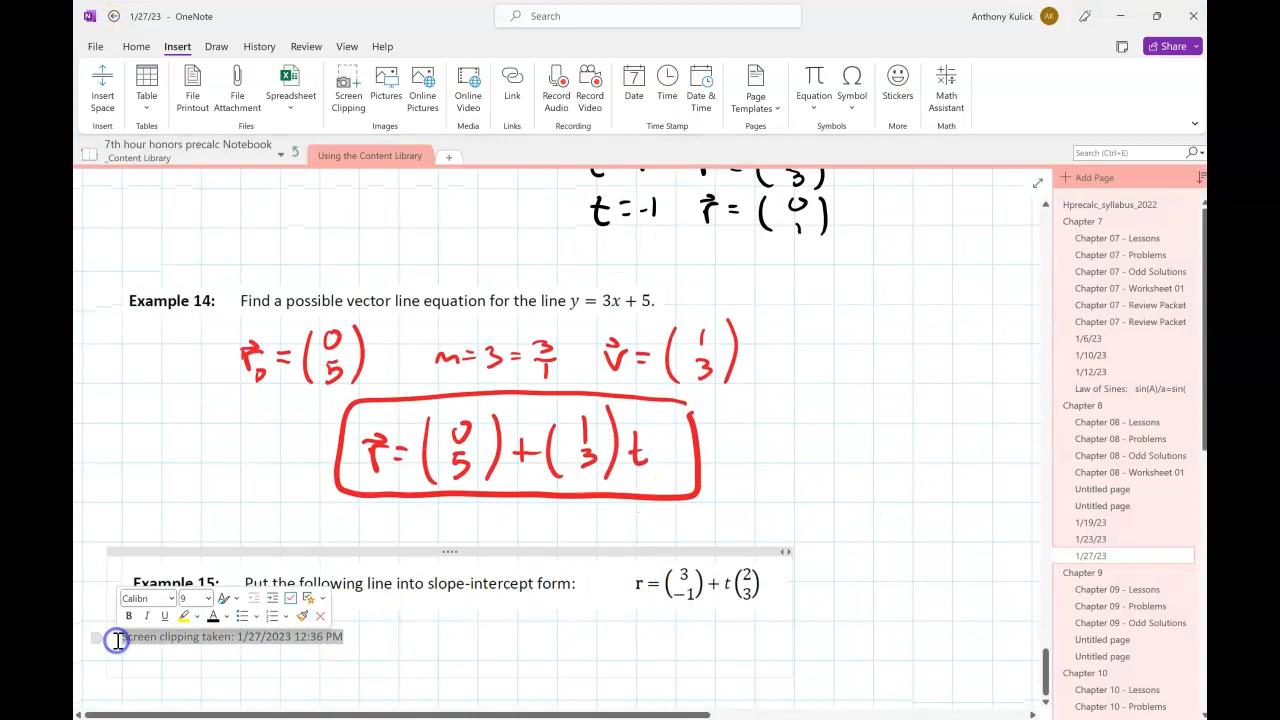 1/27/23 - OneNote
Search
Anthony Kulick
AK
File Home Insert Draw History Review View Help
Share
Insert Space
Table
File Printout
File Attachment
Spreadsheet
Screen Clipping
Pictures
Online Pictures
Online Video
Link
Record Audio
Record Video
Date
Time
Date & Time
Page Templates
Equation
Symbol
Stickers
Math Assistant
Insert Tables Files Images Media Links Recording Time Stamp Pages Symbols More Math
7th hour honors precalc Notebook
_Content Library
Using the Content Library
Search (Ctrl+E)
Add Page
Hprecalc_syllabus_2022
Chapter 7
Chapter 07 - Lessons
Chapter 07 - Problems
Chapter 07 - Odd Solutions
Chapter 07 - Worksheet 01
Chapter 07 - Review Packet
Chapter 07 - Review Packet
1/6/23
1/10/23
1/12/23
Law of Sines: sin(A)/a=sin(
Chapter 8
Chapter 08 - Lessons
Chapter 08 - Problems
Chapter 08 - Odd Solutions
Chapter 08 - Worksheet 01
Untitled page
Untitled page
1/19/23
1/23/23
1/27/23
Chapter 9
Chapter 09 - Lessons
Chapter 09 - Problems
Chapter 09 - Odd Solutions
Untitled page
Untitled page
Chapter 10
Chapter 10 - Lessons
Chapter 10 - Problems
t = -1 r⃗ = (0 1)
Example 14: Find a possible vector line equation for the line y = 3x + 5.
r⃗₀ = (0 5) m = 3 = 3/1 v⃗ = (1 3)
r⃗ = (0 5) + (1 3) t
Example 15: Put the following line into slope-intercept form: r = (3 −1) + t (2 3)
Calibri 9
B I U A
Screen clipping taken: 1/27/2023 12:36 PM